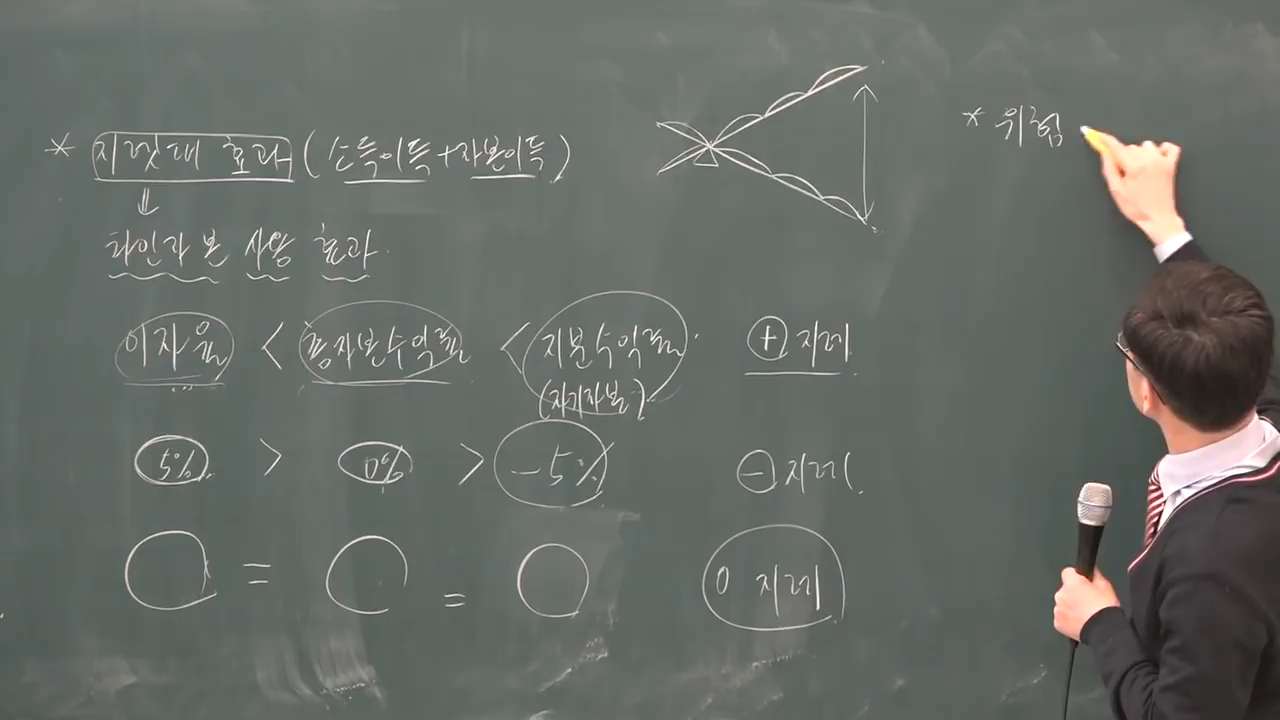 * 지렛대 효과 (소득이득+자본이득)
⇓
타인자본 사용 효과
이자율 < 총자본수익률 < 지분수익률 ⊕ 지레
(자기자본)
5% > 0% > -5% ⊖ 지레
○ = ○ = ○ 0 지레
* 위험